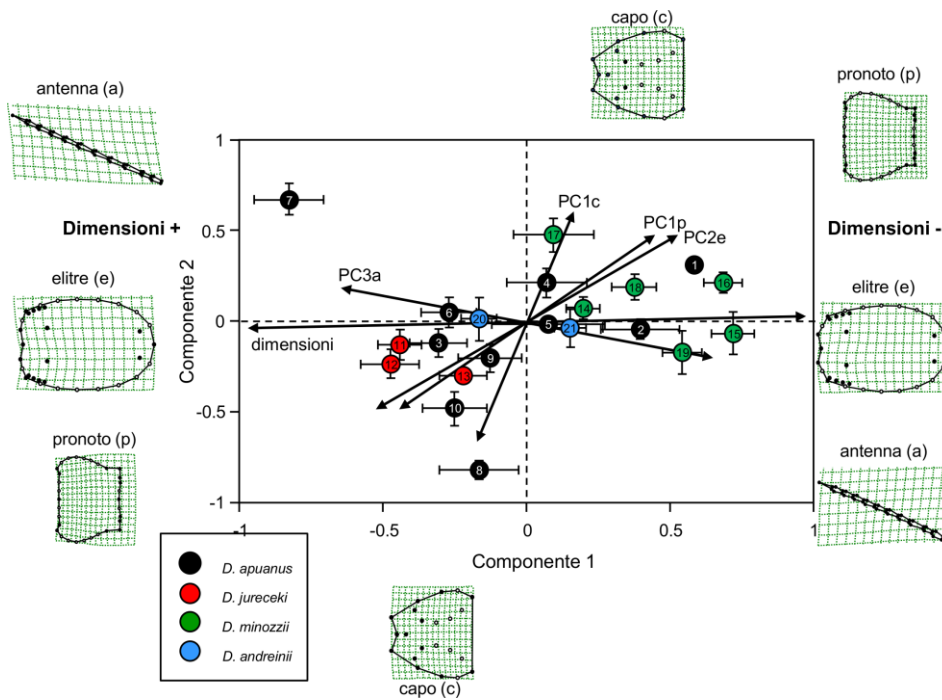 capo (c)
pronoto (p)
antenna (a)
Dimensioni +
Dimensioni -
elitre (e)
elitre (e)
pronoto (p)
antenna (a)
Componente 2
1
0.5
0
-0.5
-1
-1
-0.5
0
0.5
1
Componente 1
PC1c
PC1p
PC2e
PC3a
dimensioni
7
17
1
4
18
16
6
20
14
5
21
2
15
3
11
19
9
12
13
10
8
D. apuanus
D. jureceki
D. minozzii
D. andreinii
capo (c)